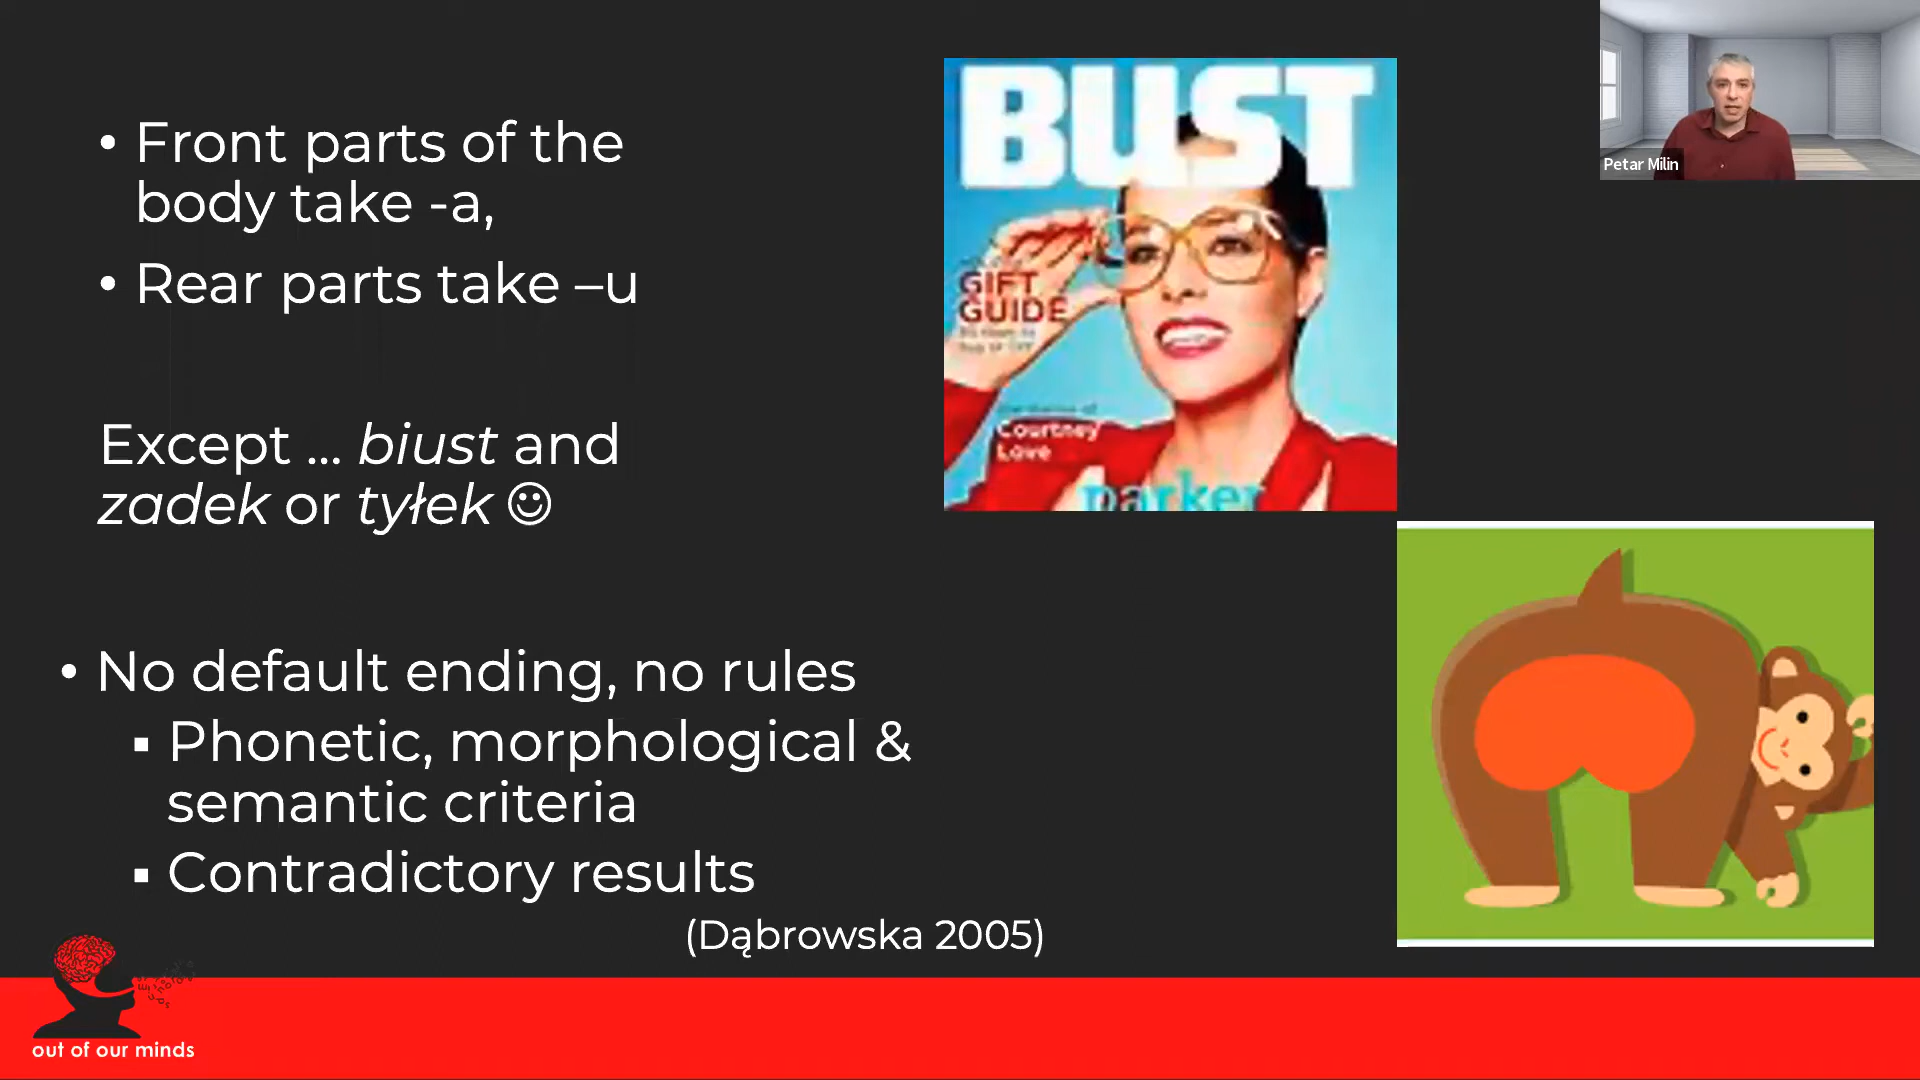 • Front parts of the
body take -a,
• Rear parts take –u
Except ... biust and
zadek or tyłek ☺
• No default ending, no rules
▪ Phonetic, morphological &
semantic criteria
▪ Contradictory results
(Dąbrowska 2005)
out of our minds
BUST
GIFT
GUIDE
Courtney
Love
parker
Petar Milin